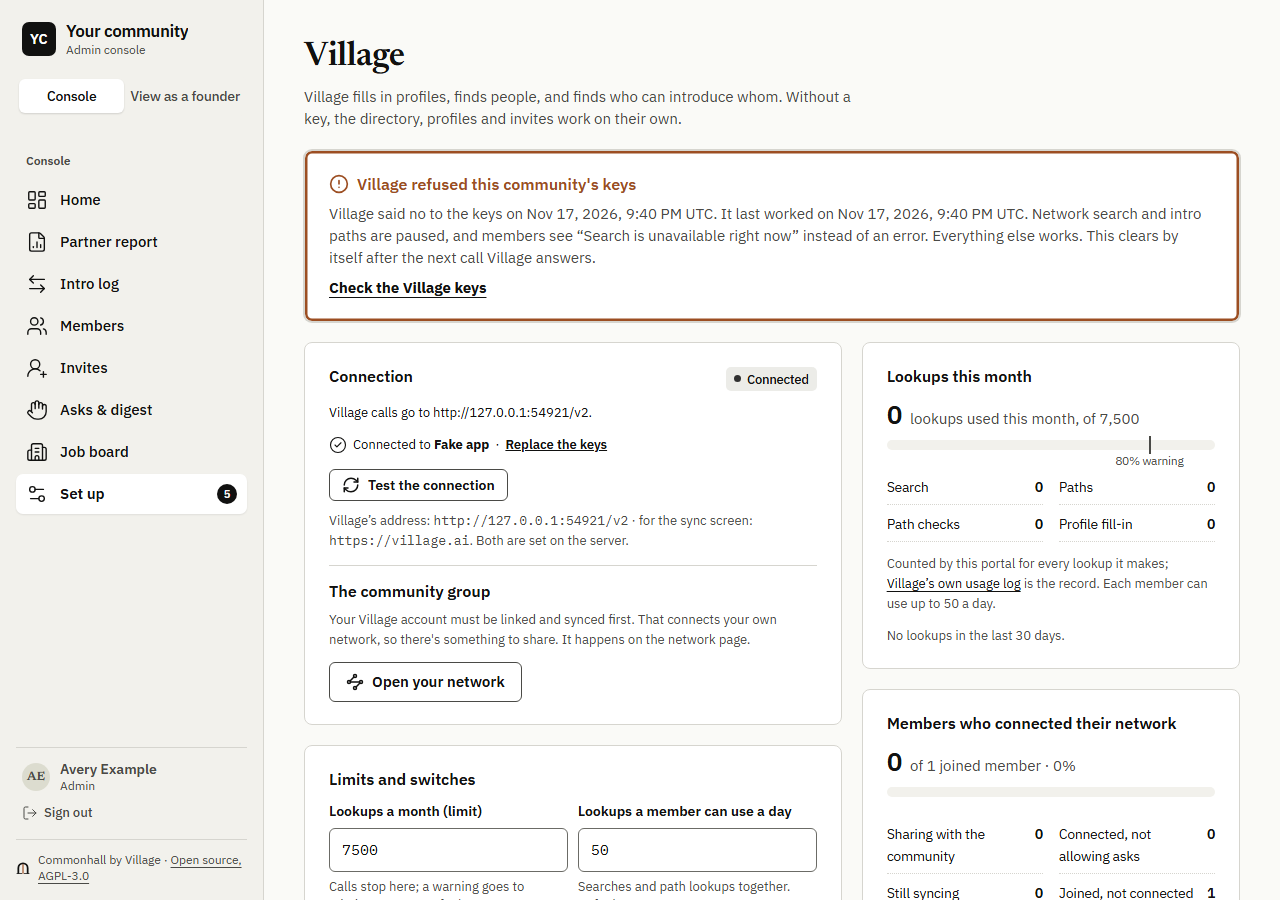 YC
Your community
Admin console
Console
View as a founder
Console
Home
Partner report
Intro log
Members
Invites
Asks & digest
Job board
Set up
5
AE
Avery Example
Admin
Sign out
Commonhall by Village · Open source,
AGPL-3.0
Village
Village fills in profiles, finds people, and finds who can introduce whom. Without a
key, the directory, profiles and invites work on their own.
Village refused this community's keys
Village said no to the keys on Nov 17, 2026, 9:40 PM UTC. It last worked on Nov 17, 2026, 9:40 PM UTC. Network search and intro
paths are paused, and members see “Search is unavailable right now” instead of an error. Everything else works. This clears by
itself after the next call Village answers.
Check the Village keys
Connection
Connected
Village calls go to http://127.0.0.1:54921/v2.
Connected to Fake app · Replace the keys
Test the connection
Village’s address: http://127.0.0.1:54921/v2 · for the sync screen:
https://village.ai. Both are set on the server.
The community group
Your Village account must be linked and synced first. That connects your own
network, so there's something to share. It happens on the network page.
Open your network
Limits and switches
Lookups a month (limit)
Lookups a member can use a day
7500
50
Calls stop here; a warning goes to
Searches and path lookups together.
Lookups this month
0 lookups used this month, of 7,500
80% warning
Search 0
Paths 0
Path checks 0
Profile fill-in 0
Counted by this portal for every lookup it makes;
Village’s own usage log is the record. Each member can
use up to 50 a day.
No lookups in the last 30 days.
Members who connected their network
0 of 1 joined member · 0%
Sharing with the
community 0
Connected, not
allowing asks 0
Still syncing 0
Joined, not connected 1